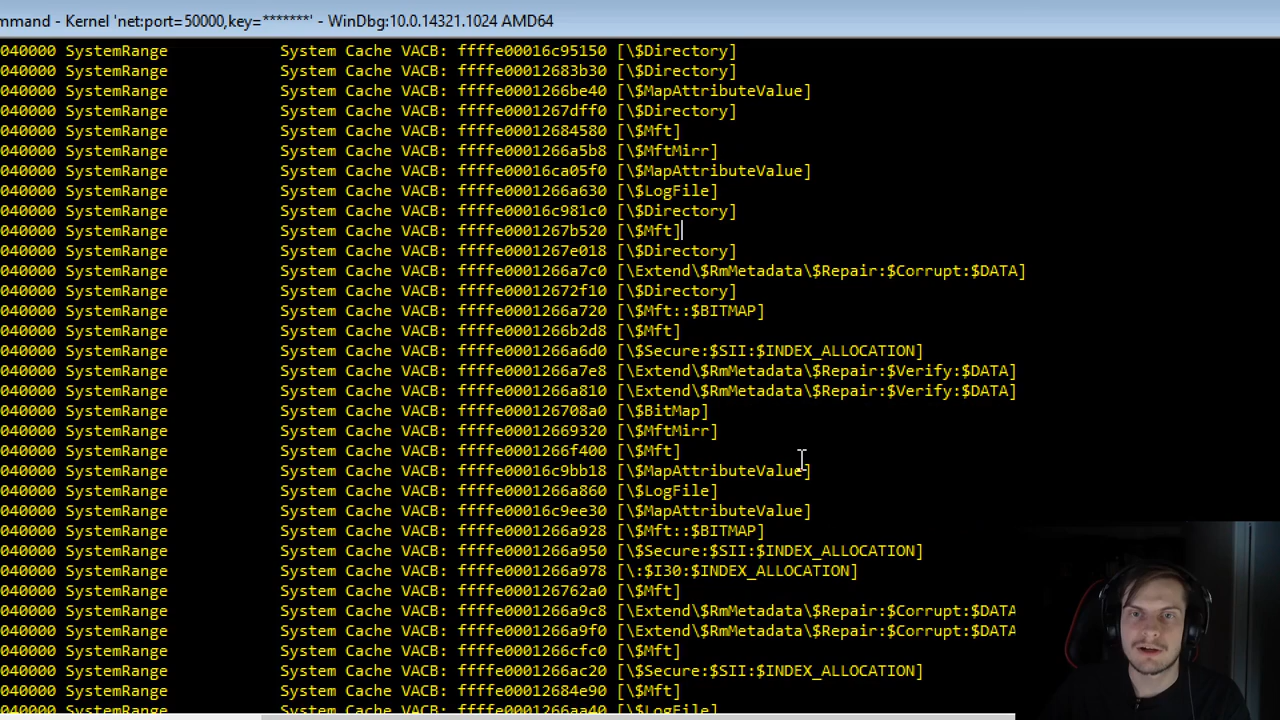 mmand - Kernel 'net:port=50000,key=*******' - WinDbg:10.0.14321.1024 AMD64
040000 SystemRange System Cache VACB: ffffe00016c95150 [\$Directory]
040000 SystemRange System Cache VACB: ffffe00012683b30 [\$Directory]
040000 SystemRange System Cache VACB: ffffe0001266be40 [\$MapAttributeValue]
040000 SystemRange System Cache VACB: ffffe0001267dff0 [\$Directory]
040000 SystemRange System Cache VACB: ffffe00012684580 [\$Mft]
040000 SystemRange System Cache VACB: ffffe0001266a5b8 [\$MftMirr]
040000 SystemRange System Cache VACB: ffffe00016ca05f0 [\$MapAttributeValue]
040000 SystemRange System Cache VACB: ffffe0001266a630 [\$LogFile]
040000 SystemRange System Cache VACB: ffffe00016c981c0 [\$Directory]
040000 SystemRange System Cache VACB: ffffe0001267b520 [\$Mft]
040000 SystemRange System Cache VACB: ffffe0001267e018 [\$Directory]
040000 SystemRange System Cache VACB: ffffe0001266a7c0 [\Extend\$RmMetadata\$Repair:$Corrupt:$DATA]
040000 SystemRange System Cache VACB: ffffe00012672f10 [\$Directory]
040000 SystemRange System Cache VACB: ffffe0001266a720 [\$Mft::$BITMAP]
040000 SystemRange System Cache VACB: ffffe0001266b2d8 [\$Mft]
040000 SystemRange System Cache VACB: ffffe0001266a6d0 [\$Secure:$SII:$INDEX_ALLOCATION]
040000 SystemRange System Cache VACB: ffffe0001266a7e8 [\Extend\$RmMetadata\$Repair:$Verify:$DATA]
040000 SystemRange System Cache VACB: ffffe0001266a810 [\Extend\$RmMetadata\$Repair:$Verify:$DATA]
040000 SystemRange System Cache VACB: ffffe000126708a0 [\$BitMap]
040000 SystemRange System Cache VACB: ffffe00012669320 [\$MftMirr]
040000 SystemRange System Cache VACB: ffffe0001266f400 [\$Mft]
040000 SystemRange System Cache VACB: ffffe00016c9bb18 [\$MapAttributeValue]
040000 SystemRange System Cache VACB: ffffe0001266a860 [\$LogFile]
040000 SystemRange System Cache VACB: ffffe00016c9ee30 [\$MapAttributeValue]
040000 SystemRange System Cache VACB: ffffe0001266a928 [\$Mft::$BITMAP]
040000 SystemRange System Cache VACB: ffffe0001266a950 [\$Secure:$SII:$INDEX_ALLOCATION]
040000 SystemRange System Cache VACB: ffffe0001266a978 [\:$I30:$INDEX_ALLOCATION]
040000 SystemRange System Cache VACB: ffffe000126762a0 [\$Mft]
040000 SystemRange System Cache VACB: ffffe0001266a9c8 [\Extend\$RmMetadata\$Repair:$Corrupt:$DATA
040000 SystemRange System Cache VACB: ffffe0001266a9f0 [\Extend\$RmMetadata\$Repair:$Corrupt:$DATA
040000 SystemRange System Cache VACB: ffffe0001266cfc0 [\$Mft]
040000 SystemRange System Cache VACB: ffffe0001266ac20 [\$Secure:$SII:$INDEX_ALLOCATION]
040000 SystemRange System Cache VACB: ffffe00012684e90 [\$Mft]
040000 SystemRange System Cache VACB: ffffe0001266aa40 [\$LogFile]